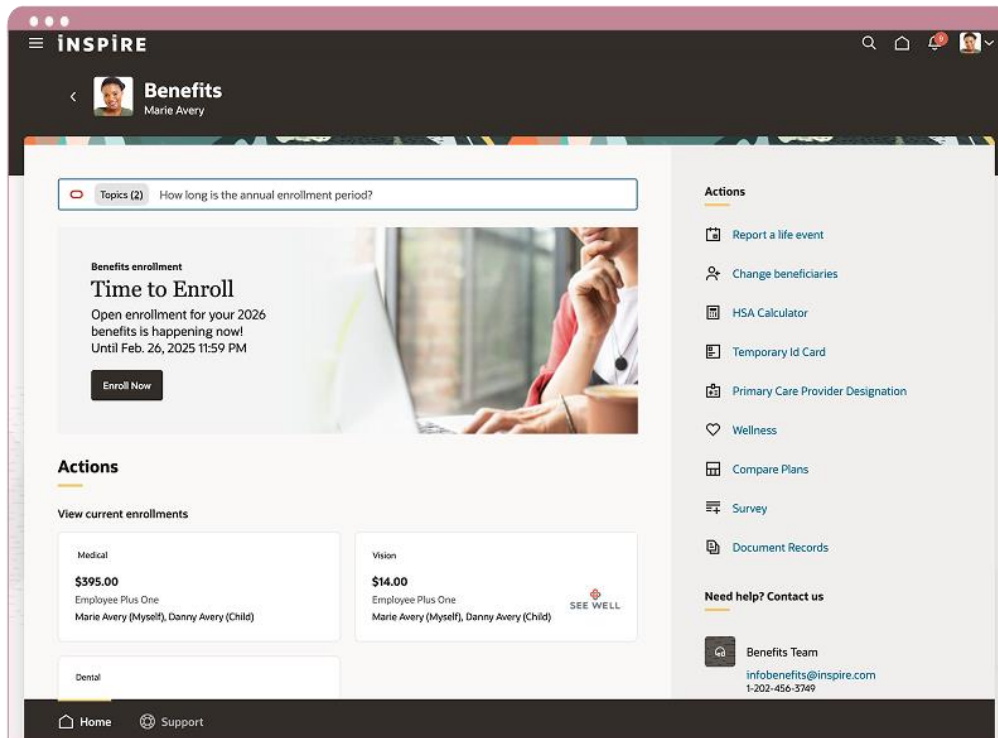 iNSPiRE
9
Benefits
Marie Avery
Topics (2) How long is the annual enrollment period?
Benefits enrollment
Time to Enroll
Open enrollment for your 2026
benefits is happening now!
Until Feb. 26, 2025 11:59 PM
Enroll Now
Actions
View current enrollments
Medical
$395.00
Employee Plus One
Marie Avery (Myself), Danny Avery (Child)
Vision
$14.00
Employee Plus One
Marie Avery (Myself), Danny Avery (Child)
SEE WELL
Dental
Actions
Report a life event
Change beneficiaries
HSA Calculator
Temporary Id Card
Primary Care Provider Designation
Wellness
Compare Plans
Survey
Document Records
Need help? Contact us
Benefits Team
infobenefits@inspire.com
1-202-456-3749
Home
Support